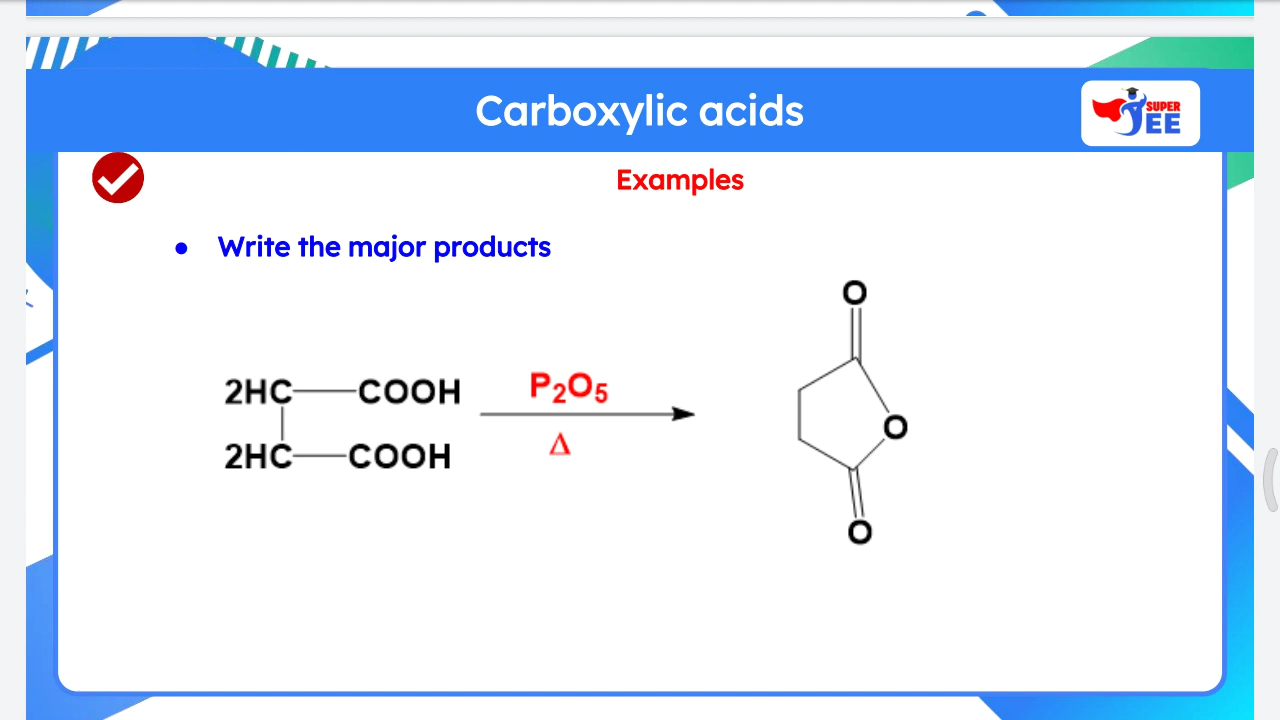 Carboxylic acids
SUPER
JEE
Examples
● Write the major products
O
2HC COOH
P2O5
O
Δ
2HC COOH
O